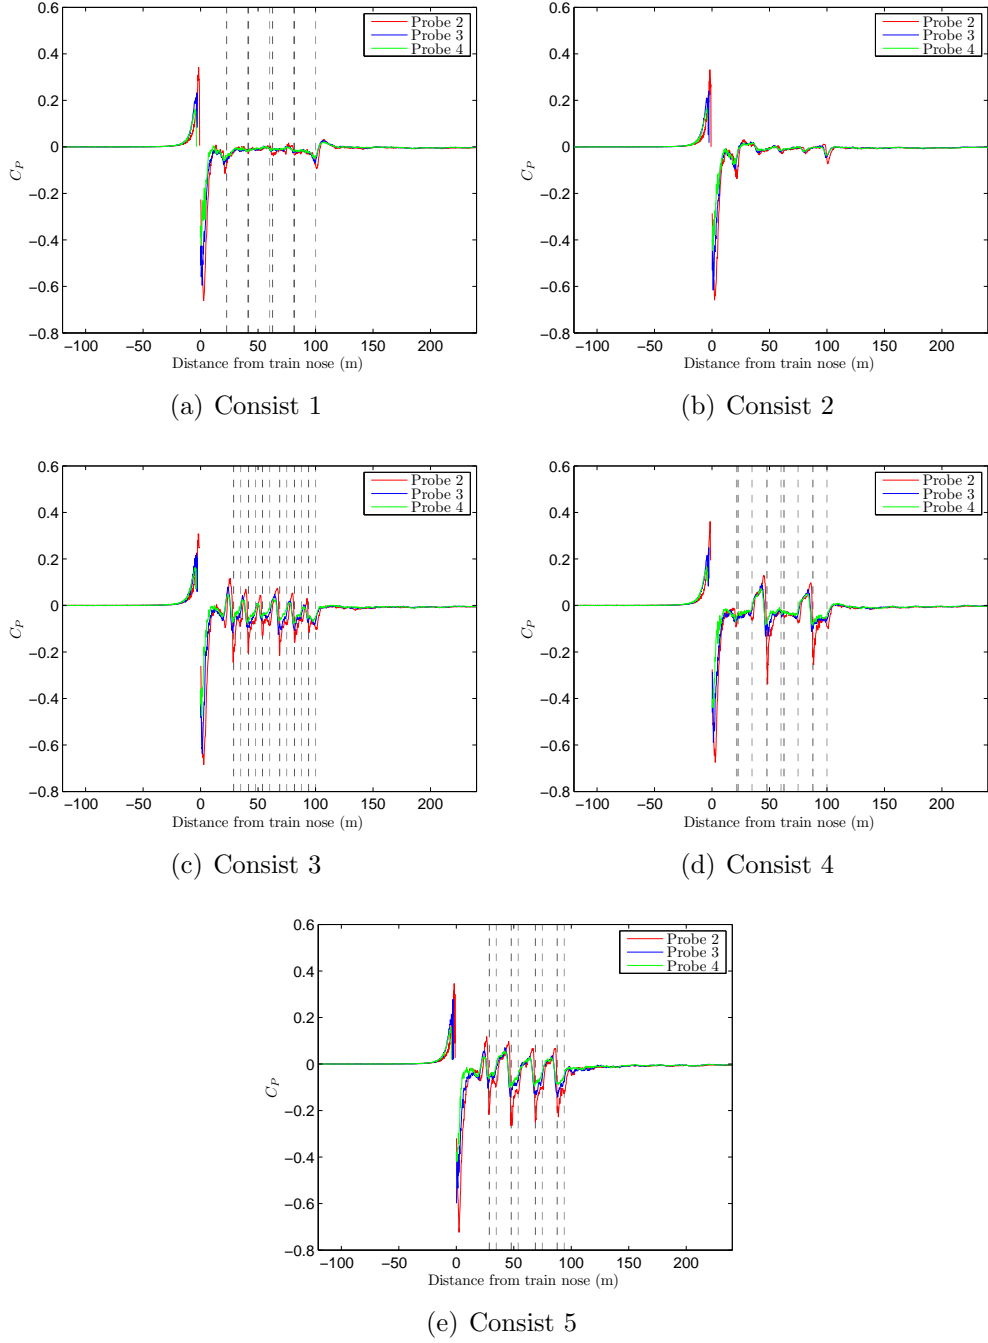 0.6
0.4
0.2
0
−0.2
−0.4
−0.6
−0.8
C_P
Probe 2
Probe 3
Probe 4
−100 −50 0 50 100 150 200
Distance from train nose (m)
(a) Consist 1
0.6
0.4
0.2
0
−0.2
−0.4
−0.6
−0.8
C_P
Probe 2
Probe 3
Probe 4
−100 −50 0 50 100 150 200
Distance from train nose (m)
(b) Consist 2
0.6
0.4
0.2
0
−0.2
−0.4
−0.6
−0.8
C_P
Probe 2
Probe 3
Probe 4
−100 −50 0 50 100 150 200
Distance from train nose (m)
(c) Consist 3
0.6
0.4
0.2
0
−0.2
−0.4
−0.6
−0.8
C_P
Probe 2
Probe 3
Probe 4
−100 −50 0 50 100 150 200
Distance from train nose (m)
(d) Consist 4
0.6
0.4
0.2
0
−0.2
−0.4
−0.6
−0.8
C_P
Probe 2
Probe 3
Probe 4
−100 −50 0 50 100 150 200
Distance from train nose (m)
(e) Consist 5